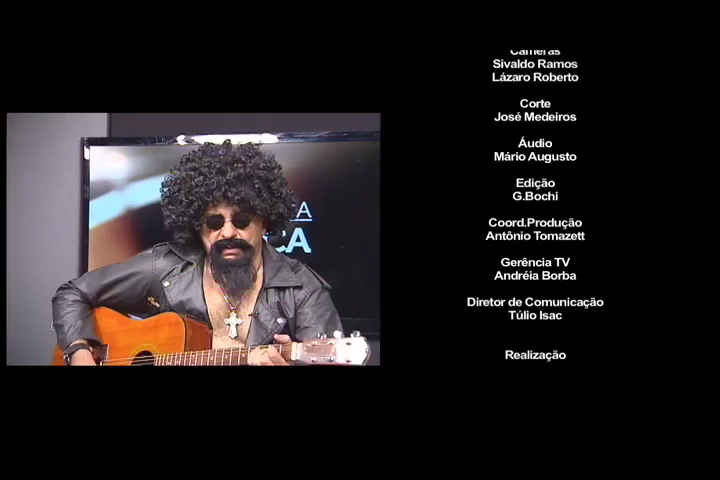 Câmeras
Sivaldo Ramos
Lázaro Roberto
Corte
José Medeiros
Áudio
Mário Augusto
Edição
G.Bochi
Coord.Produção
Antônio Tomazett
Gerência TV
Andréia Borba
Diretor de Comunicação
Túlio Isac
Realização